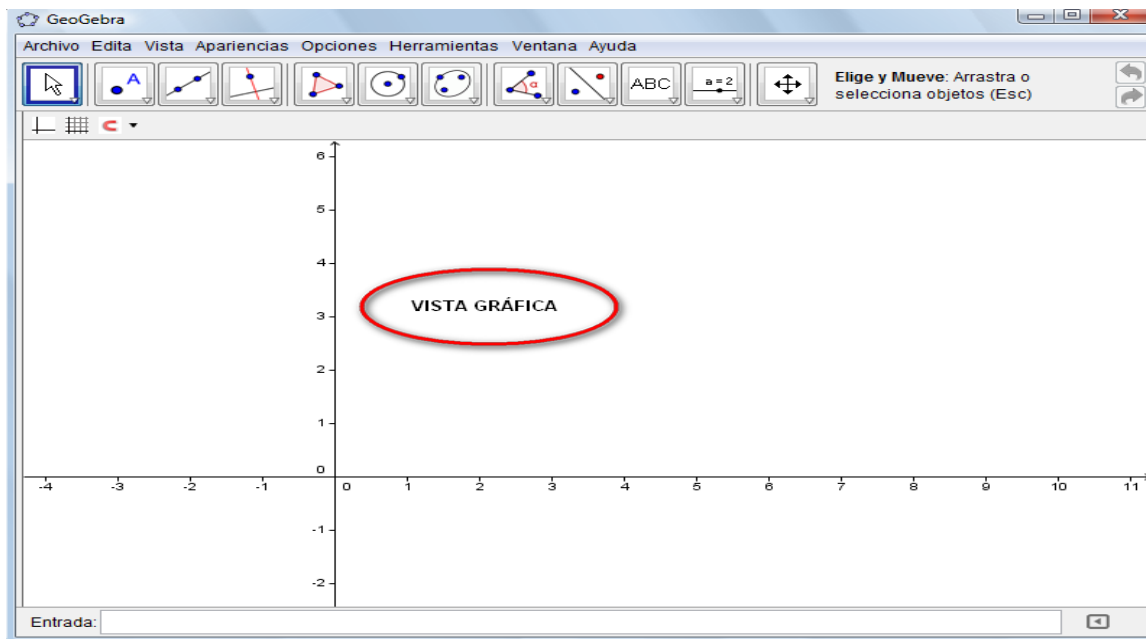 GeoGebra
Archivo Edita Vista Apariencias Opciones Herramientas Ventana Ayuda
A
α
ABC
a=2
Elige y Mueve: Arrastra o
selecciona objetos (Esc)
6
5
4
VISTA GRÁFICA
3
2
1
0
-4 -3 -2 -1 0 1 2 3 4 5 6 7 8 9 10 11
-1
-2
Entrada: